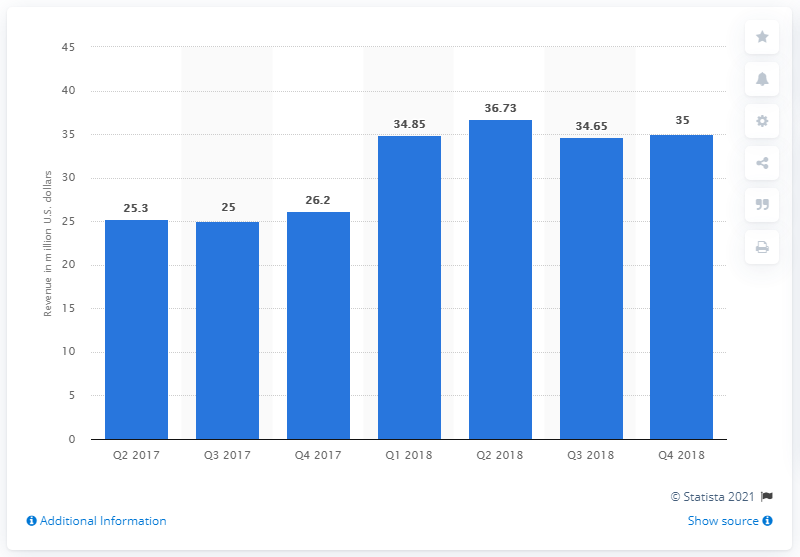 45
40
35
30
25
20
15
10
5
0
Revenue in million U.S. dollars
25.3
25
26.2
34.85
36.73
34.65
35
Q2 2017
Q3 2017
Q4 2017
Q1 2018
Q2 2018
Q3 2018
Q4 2018
© Statista 2021
Additional Information
Show source